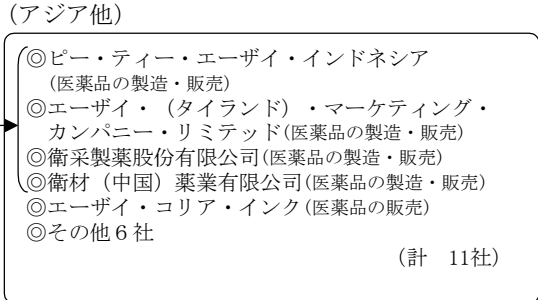 （アジア他）
◎ピー・ティー・エーザイ・インドネシア
(医薬品の製造・販売)
◎エーザイ・（タイランド）・マーケティング・
カンパニー・リミテッド(医薬品の製造・販売)
◎衛采製薬股份有限公司(医薬品の製造・販売)
◎衛材（中国）薬業有限公司(医薬品の製造・販売)
◎エーザイ・コリア・インク(医薬品の販売)
◎その他６社
（計　11社）